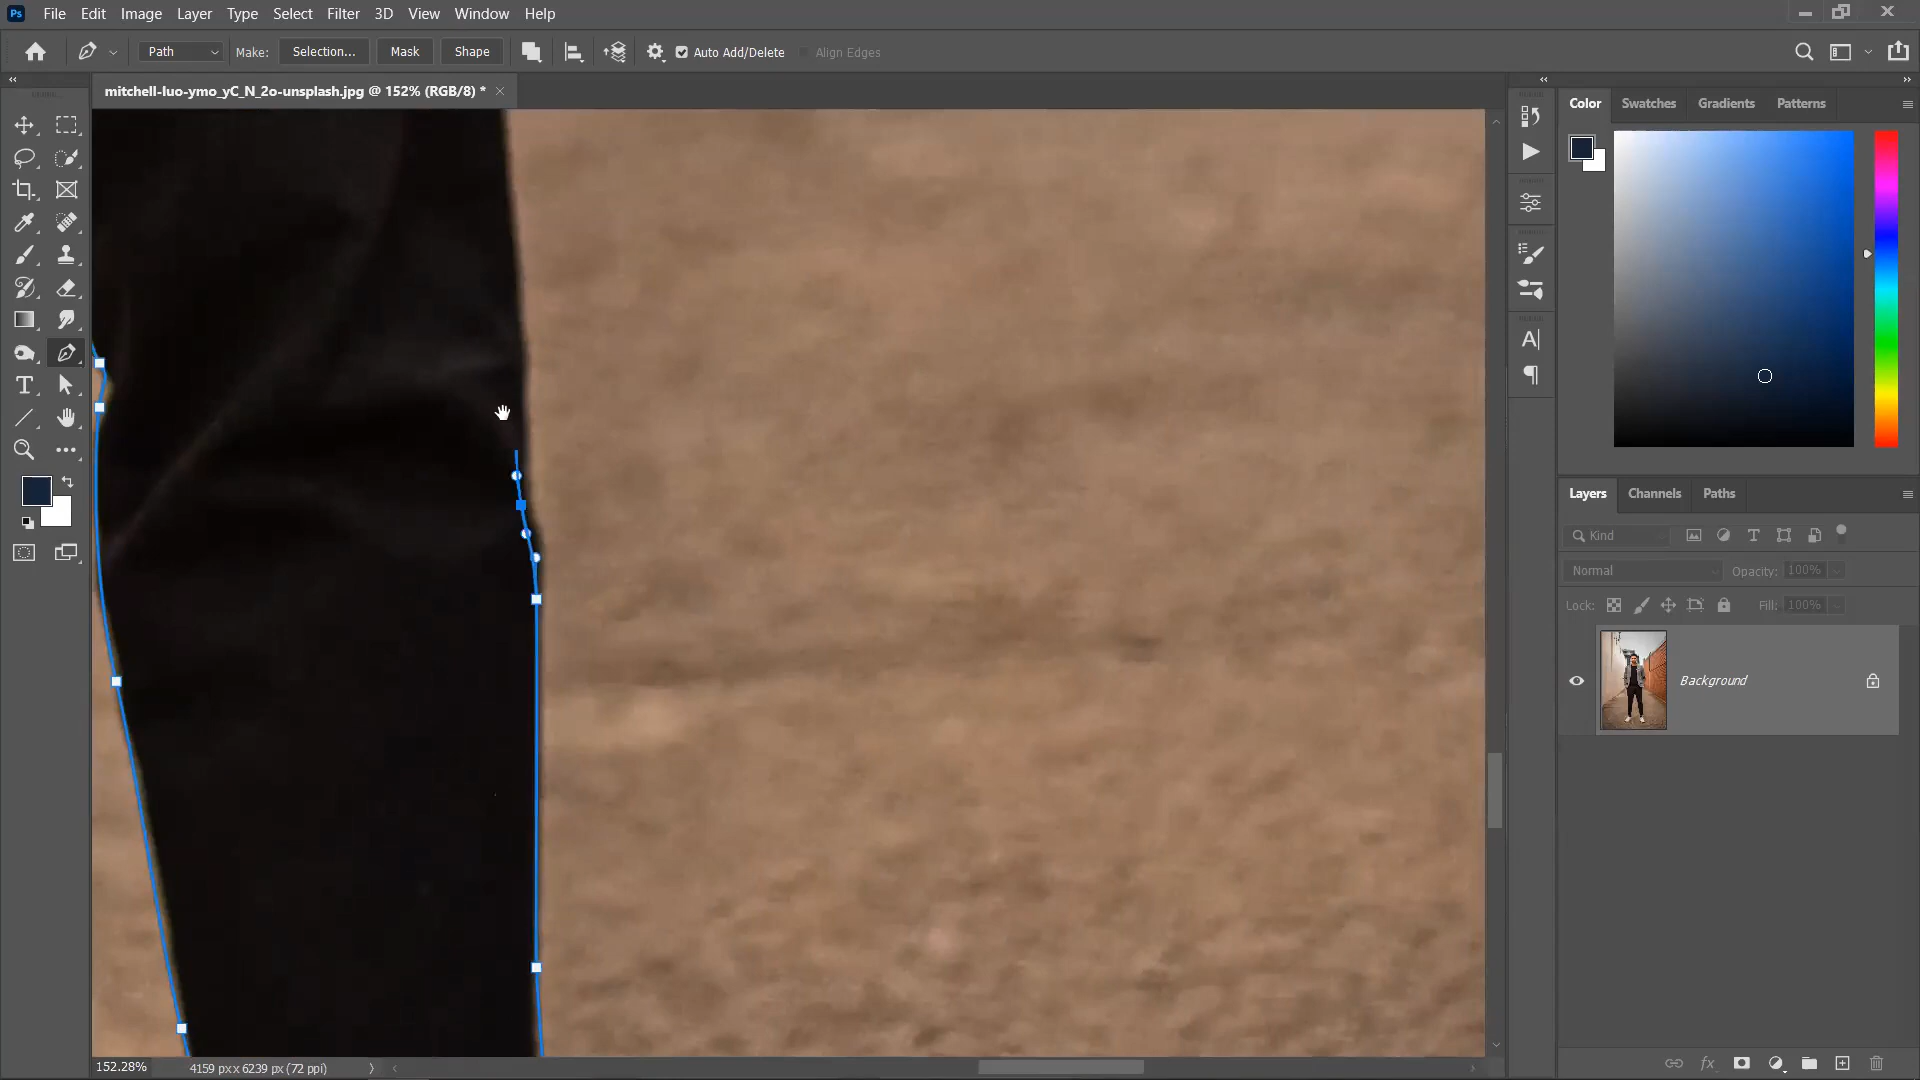 Ps File Edit Image Layer Type Select Filter 3D View Window Help
Path Make: Selection... Mask Shape Auto Add/Delete Align Edges
mitchell-luo-ymo_yC_N_2o-unsplash.jpg @ 152% (RGB/8) *
Color Swatches Gradients Patterns
Layers Channels Paths
Kind
Normal Opacity: 100%
Lock: Fill: 100%
Background
152.28% 4159 px x 6239 px (72 ppi)